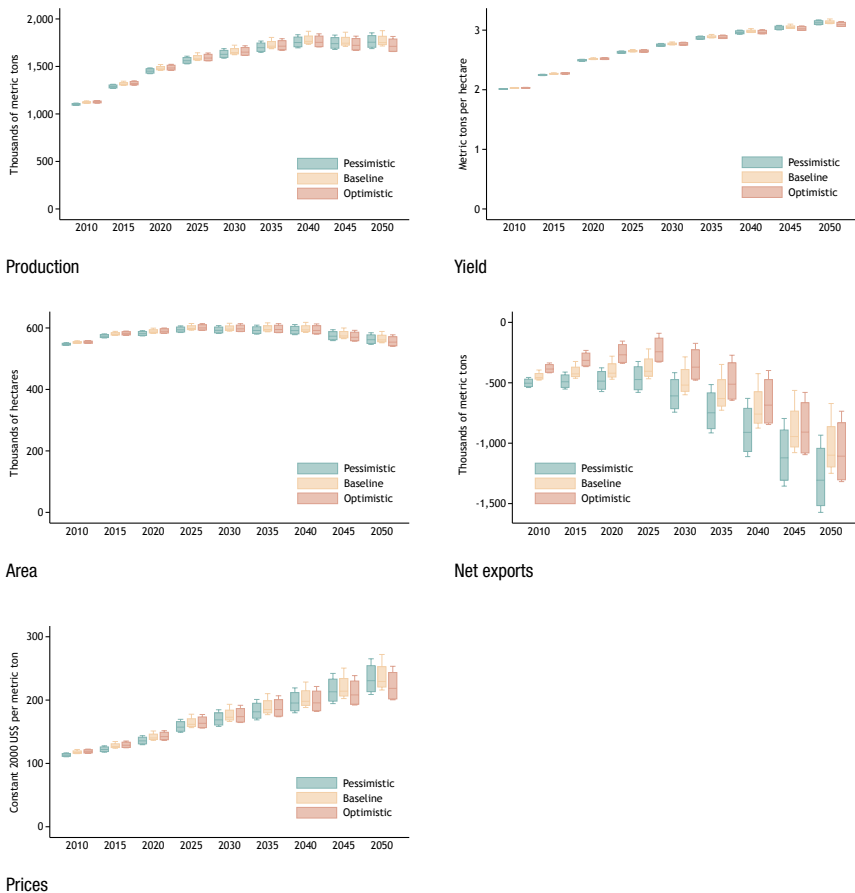 Thousands of metric tons
2,000
1,500
1,000
500
0
Pessimistic
Baseline
Optimistic
2010 2015 2020 2025 2030 2035 2040 2045 2050
Production
Metric tons per hectare
3
2
1
0
Pessimistic
Baseline
Optimistic
2010 2015 2020 2025 2030 2035 2040 2045 2050
Yield
Thousands of hectares
600
400
200
0
Pessimistic
Baseline
Optimistic
2010 2015 2020 2025 2030 2035 2040 2045 2050
Area
Thousands of metric tons
0
-500
-1,000
-1,500
Pessimistic
Baseline
Optimistic
2010 2015 2020 2025 2030 2035 2040 2045 2050
Net exports
Constant 2000 US$ per metric ton
300
200
100
0
Pessimistic
Baseline
Optimistic
2010 2015 2020 2025 2030 2035 2040 2045 2050
Prices